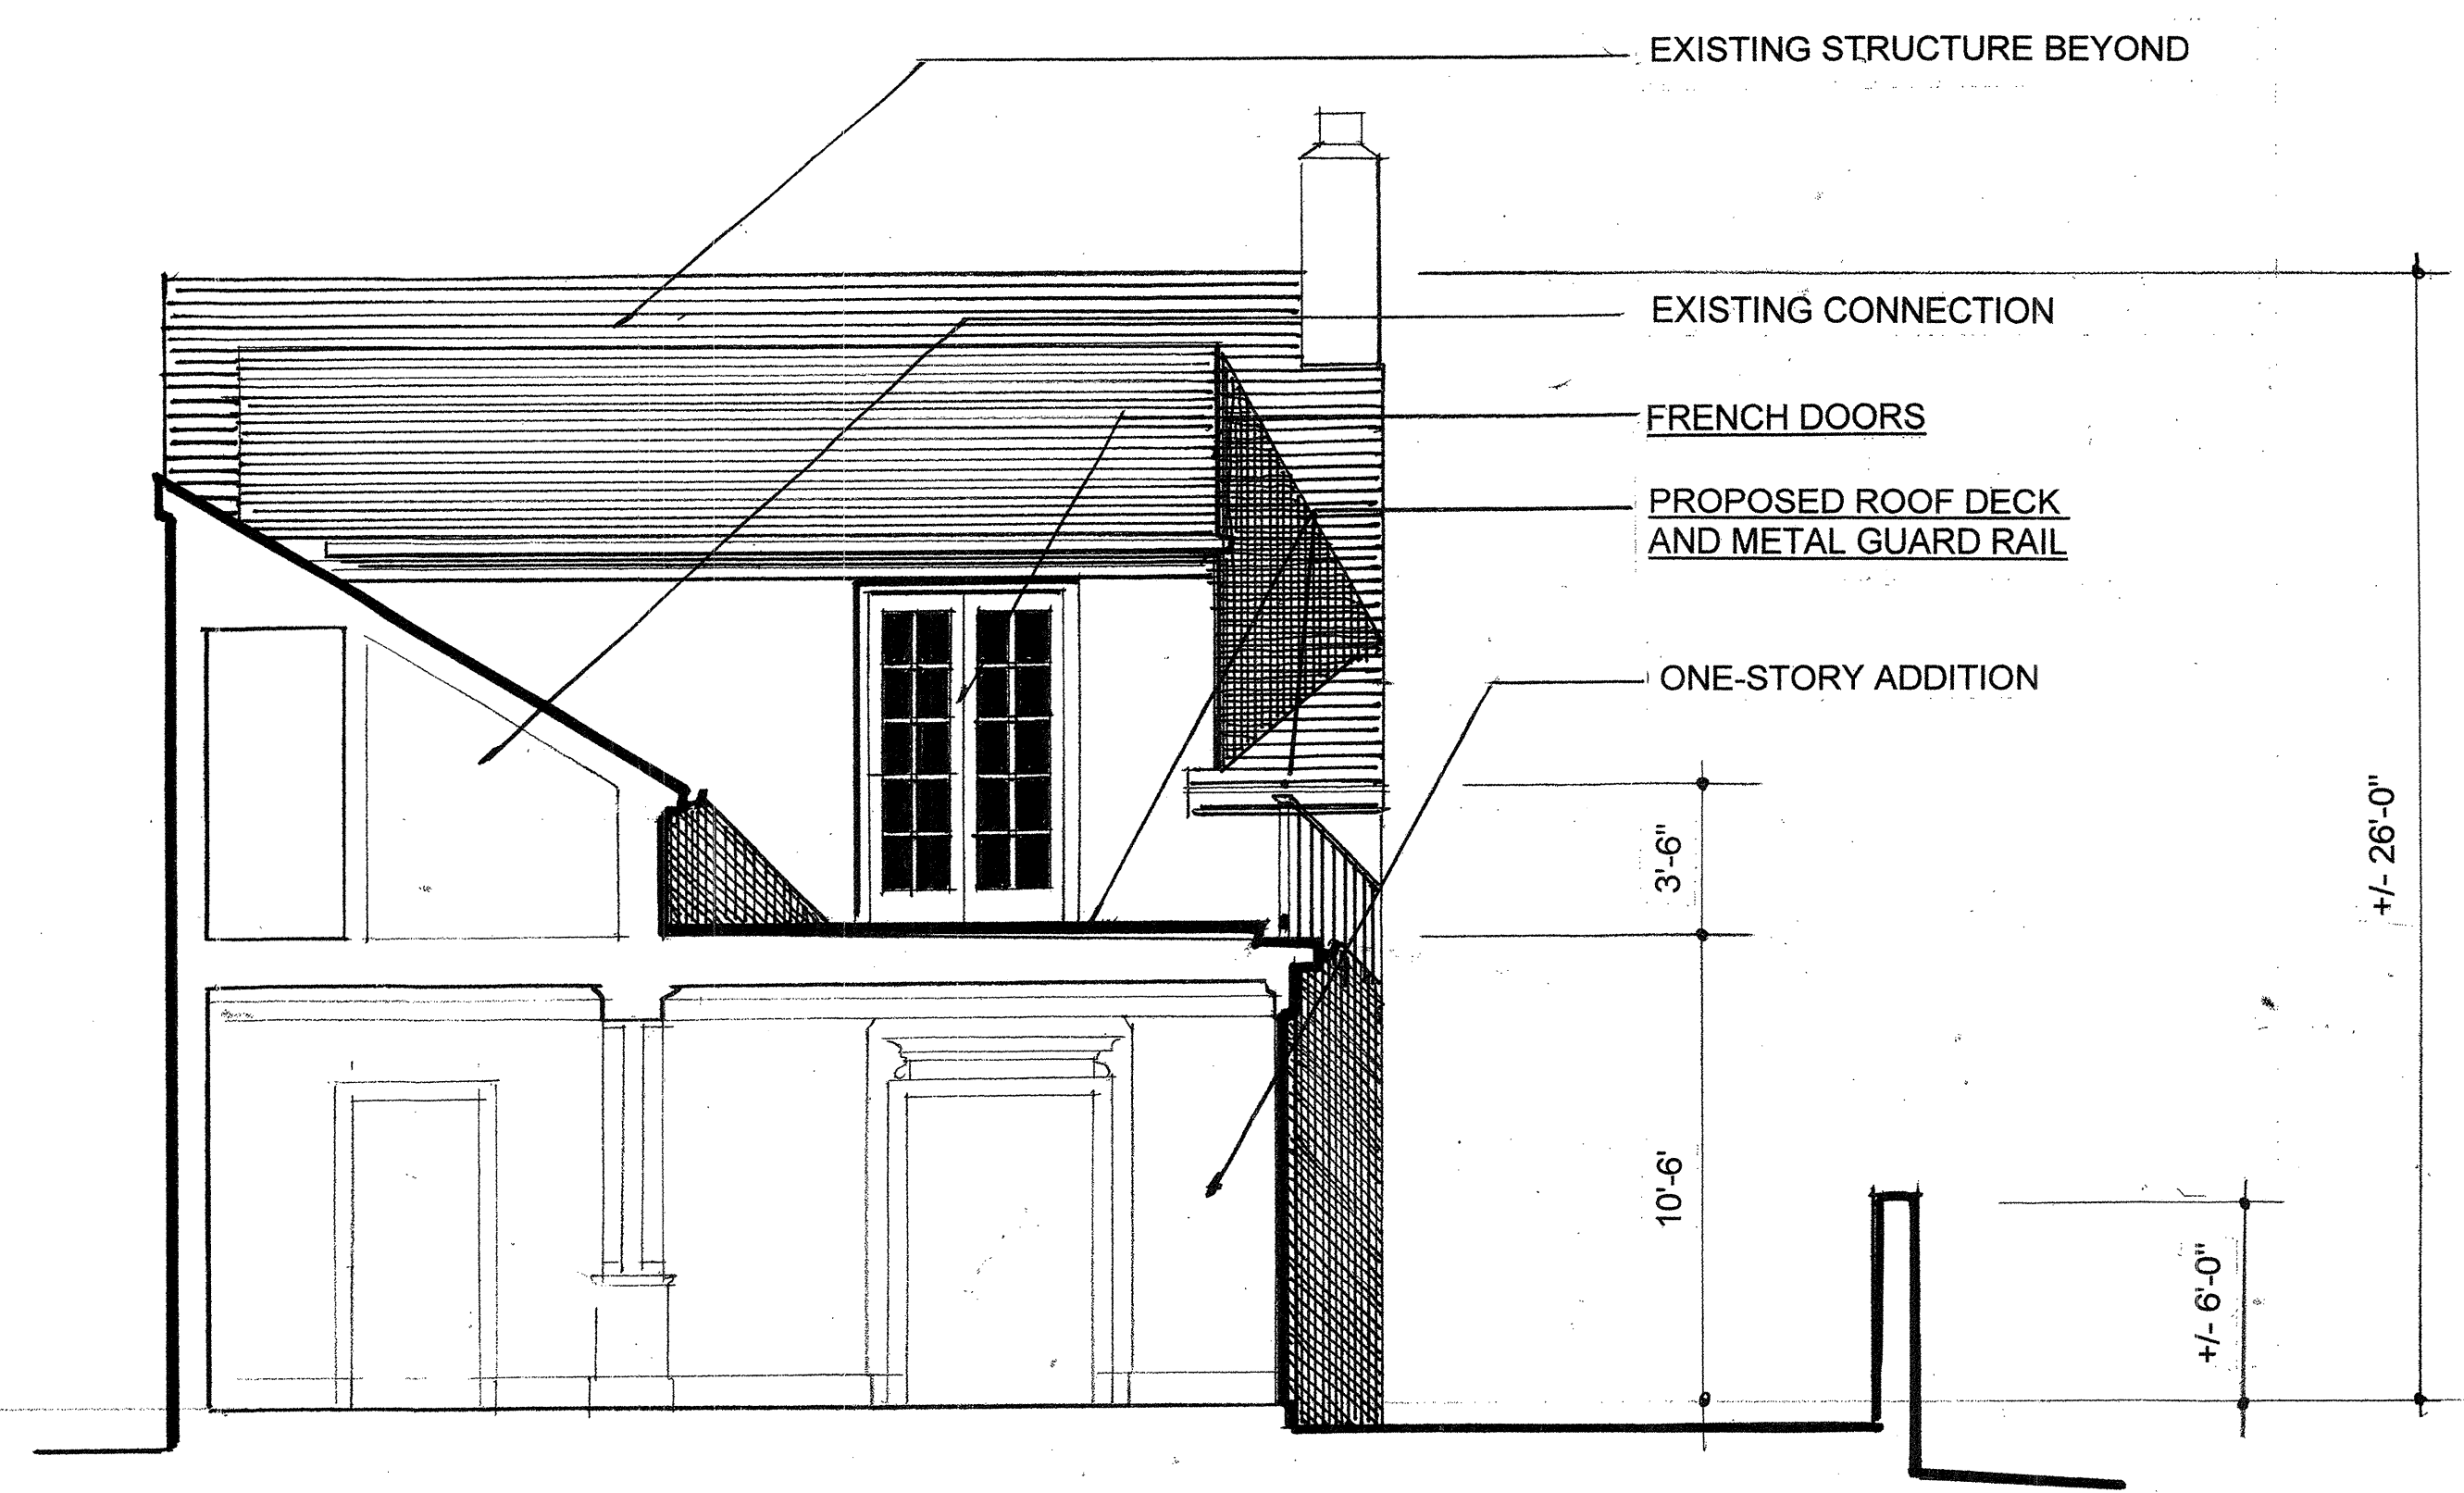 EXISTING STRUCTURE BEYOND
EXISTING CONNECTION
FRENCH DOORS
PROPOSED ROOF DECK
AND METAL GUARD RAIL
ONE-STORY ADDITION
3'-6"
+/- 26'-0"
10'-6'
+/- 6'-0"